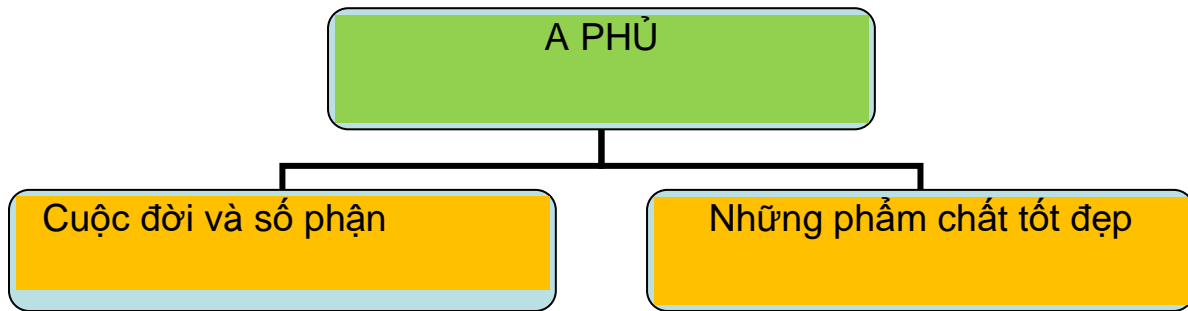 A PHỦ
Cuộc đời và số phận
Những phẩm chất tốt đẹp